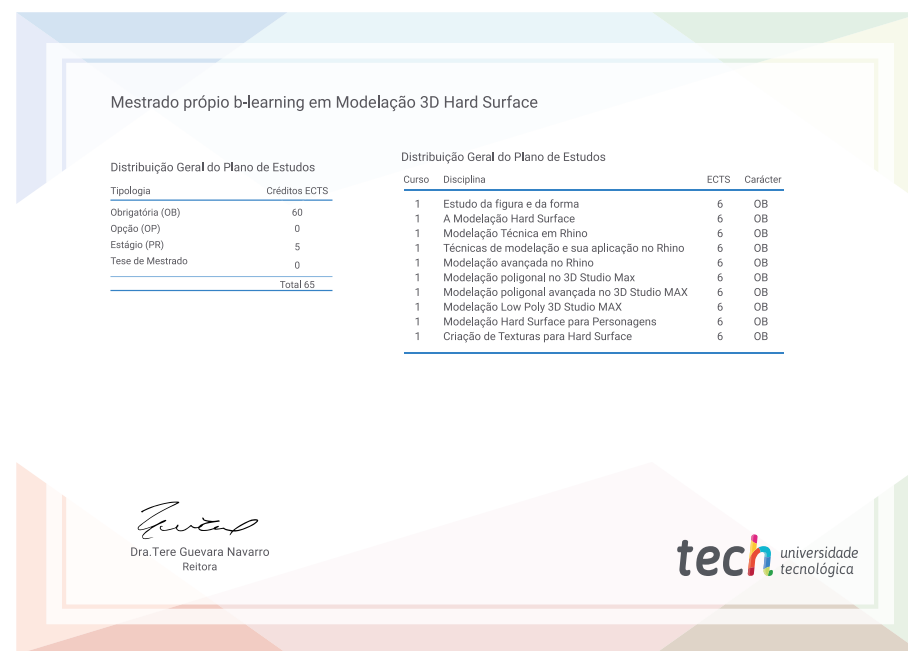 Mestrado própio b-learning em Modelação 3D Hard Surface
Distribuição Geral do Plano de Estudos
Tipologia Créditos ECTS
Obrigatória (OB) 60
Opção (OP) 0
Estágio (PR) 5
Tese de Mestrado 0
Total 65
Distribuição Geral do Plano de Estudos
Curso Disciplina ECTS Carácter
1 Estudo da figura e da forma 6 OB
1 A Modelação Hard Surface 6 OB
1 Modelação Técnica em Rhino 6 OB
1 Técnicas de modelação e sua aplicação no Rhino 6 OB
1 Modelação avançada no Rhino 6 OB
1 Modelação poligonal no 3D Studio Max 6 OB
1 Modelação poligonal avançada no 3D Studio MAX 6 OB
1 Modelação Low Poly 3D Studio MAX 6 OB
1 Modelação Hard Surface para Personagens 6 OB
1 Criação de Texturas para Hard Surface 6 OB
Dra.Tere Guevara Navarro
Reitora
tech universidade
tecnológica